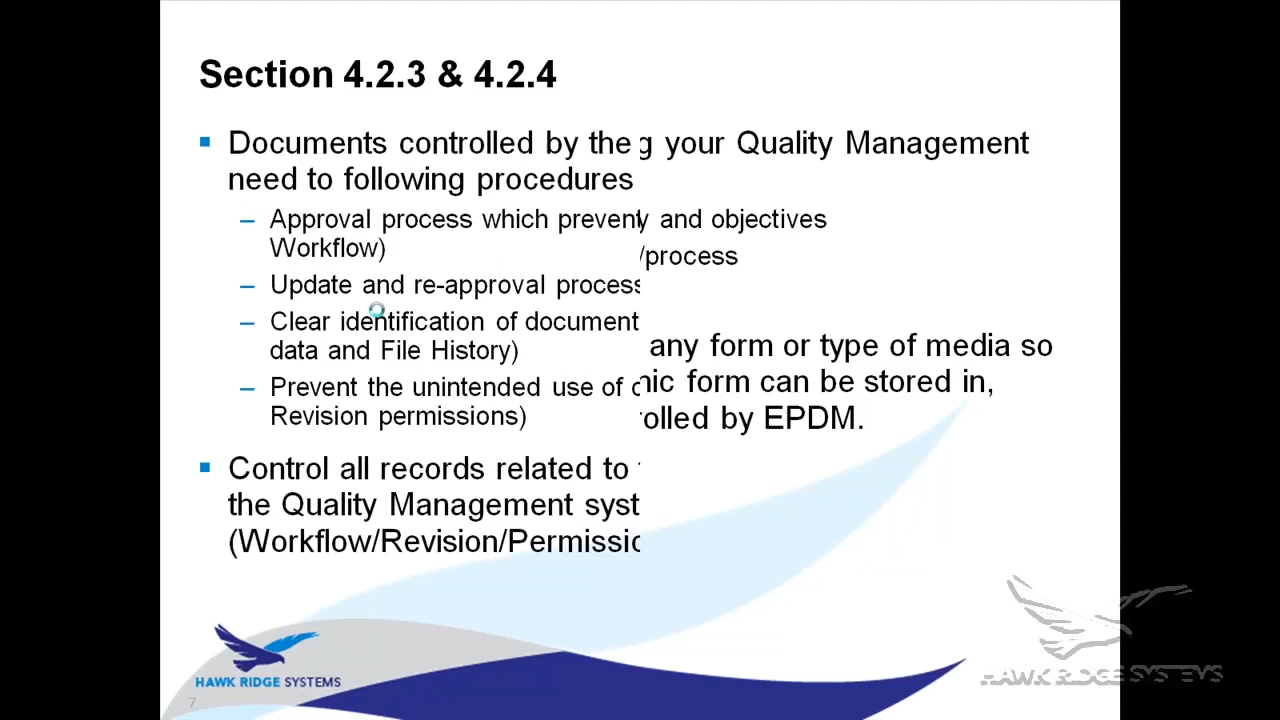 Section 4.2.3 & 4.2.4
Documents controlled by the g your Quality Management
need to following procedures
Approval process which prevent y and objectives
Workflow) /process
Update and re-approval process
Clear identification of document any form or type of media so
data and File History) nic form can be stored in,
Prevent the unintended use of
Revision permissions) olled by EPDM.
Control all records related to
the Quality Management syst
(Workflow/Revision/Permissio
HAWK RIDGE SYSTEMS
HAWK RIDGE SYSTEMS
7